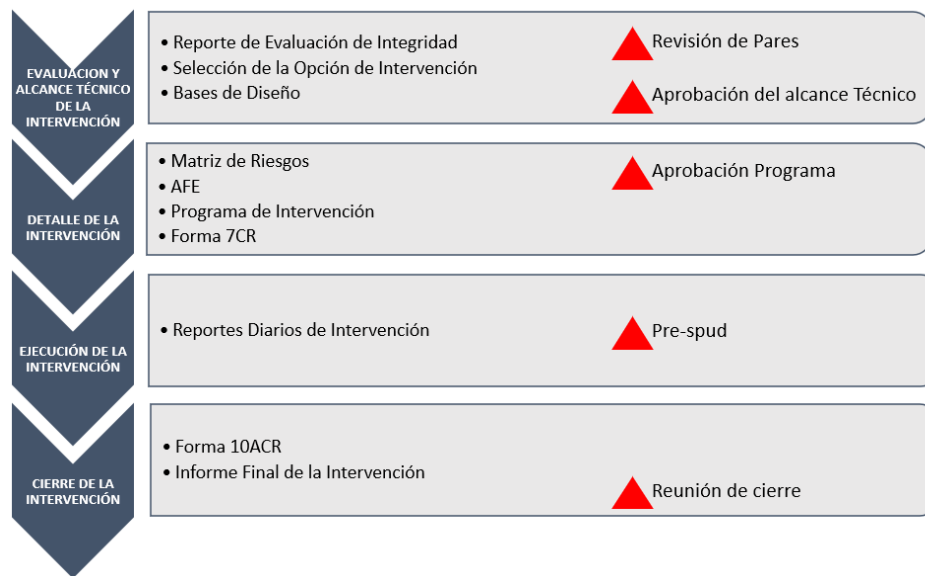 EVALUACION Y
ALCANCE TÉCNICO
DE LA
INTERVENCIÓN
• Reporte de Evaluación de Integridad
• Selección de la Opción de Intervención
• Bases de Diseño
Revisión de Pares
Aprobación del alcance Técnico
DETALLE DE LA
INTERVENCIÓN
• Matriz de Riesgos
• AFE
• Programa de Intervención
• Forma 7CR
Aprobación Programa
EJECUCIÓN DE LA
INTERVENCIÓN
• Reportes Diarios de Intervención
Pre-spud
CIERRE DE LA
INTERVENCIÓN
• Forma 10ACR
• Informe Final de la Intervención
Reunión de cierre